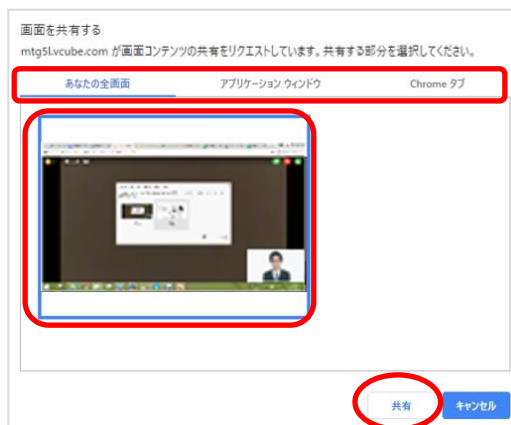 画面を共有する
mtg5l.vcube.com が画面コンテンツの共有をリクエストしています。共有する部分を選択してください。
あなたの全画面 アプリケーション ウィンドウ Chrome タブ
共有 キャンセル